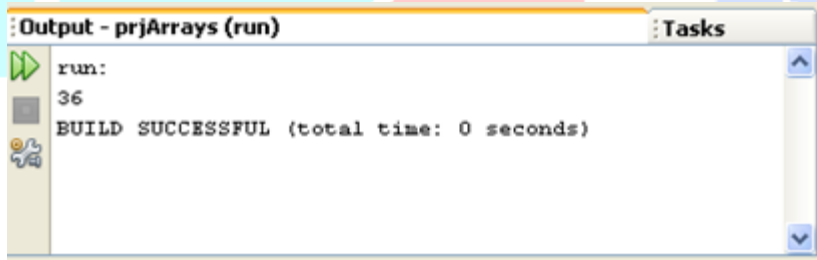 Output - prjArrays (run)
Tasks
run:
36
BUILD SUCCESSFUL (total time: 0 seconds)